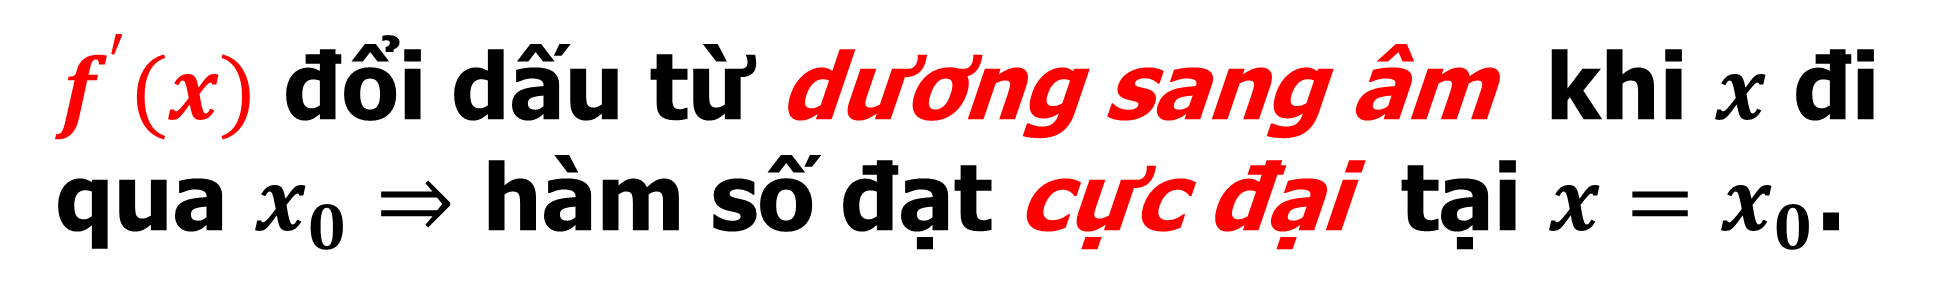 f′(x) đổi dấu từ dương sang âm khi x đi
qua x₀ ⇒ hàm số đạt cực đại tại x = x₀.